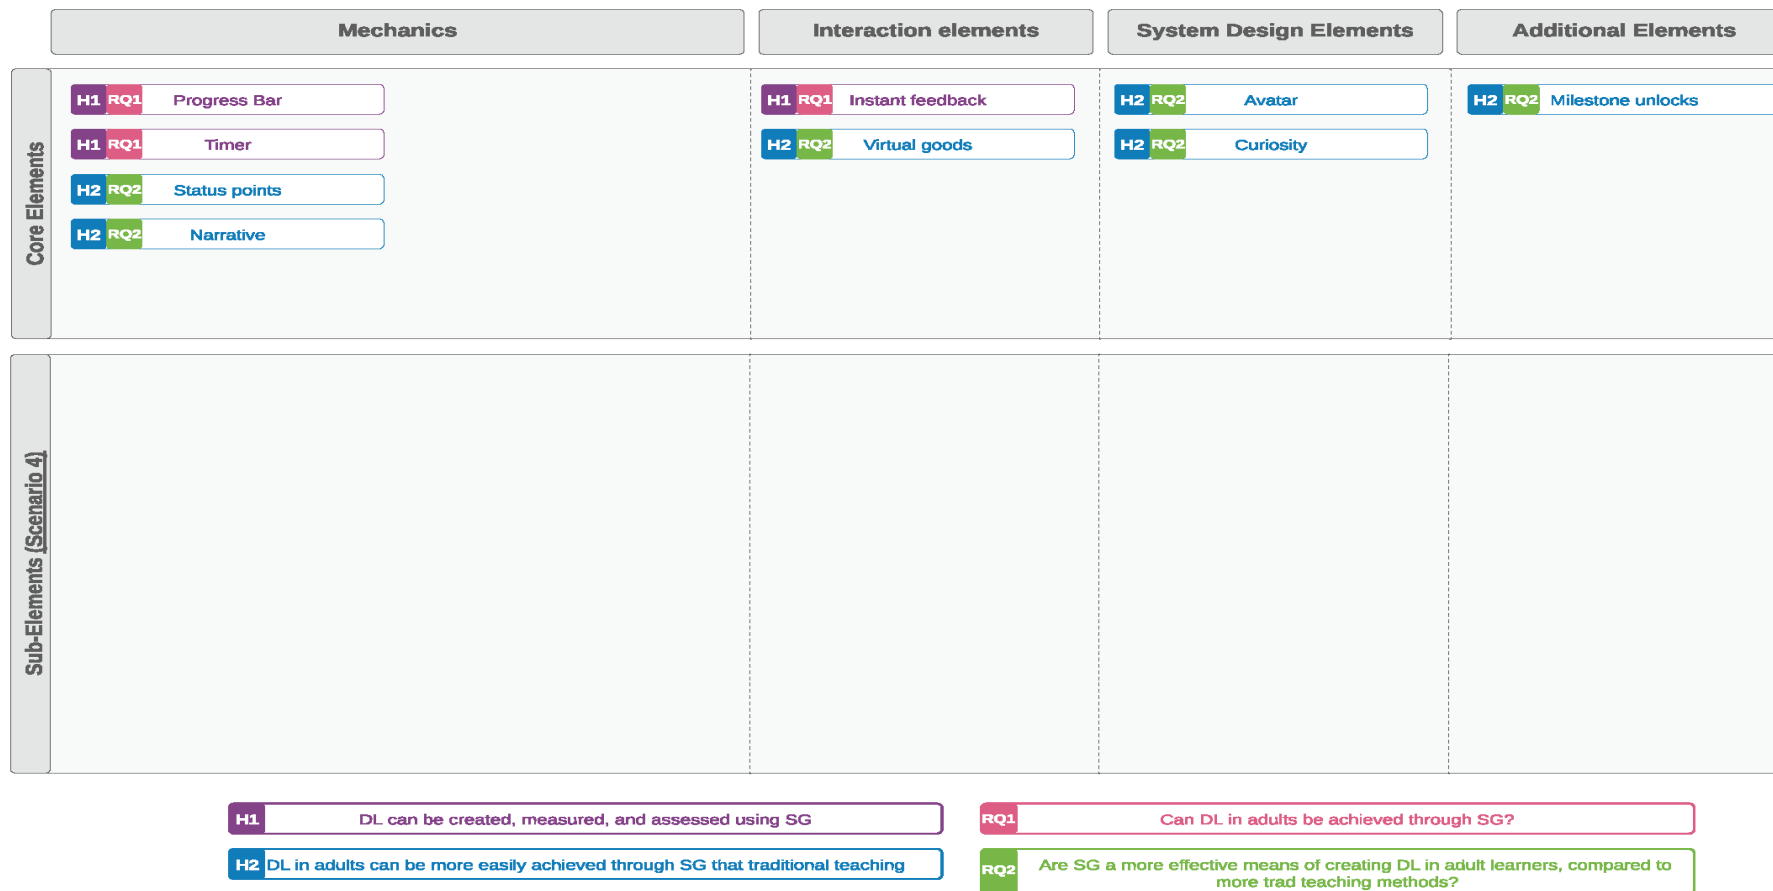 Mechanics
Interaction elements
System Design Elements
Additional Elements
Core Elements
H1 RQ1 Progress Bar
H1 RQ1 Timer
H2 RQ2 Status points
H2 RQ2 Narrative
H1 RQ1 Instant feedback
H2 RQ2 Virtual goods
H2 RQ2 Avatar
H2 RQ2 Curiosity
H2 RQ2 Milestone unlocks
Sub-Elements (Scenario 4)
H1 DL can be created, measured, and assessed using SG
H2 DL in adults can be more easily achieved through SG that traditional teaching
RQ1 Can DL in adults be achieved through SG?
RQ2 Are SG a more effective means of creating DL in adult learners, compared to
more trad teaching methods?